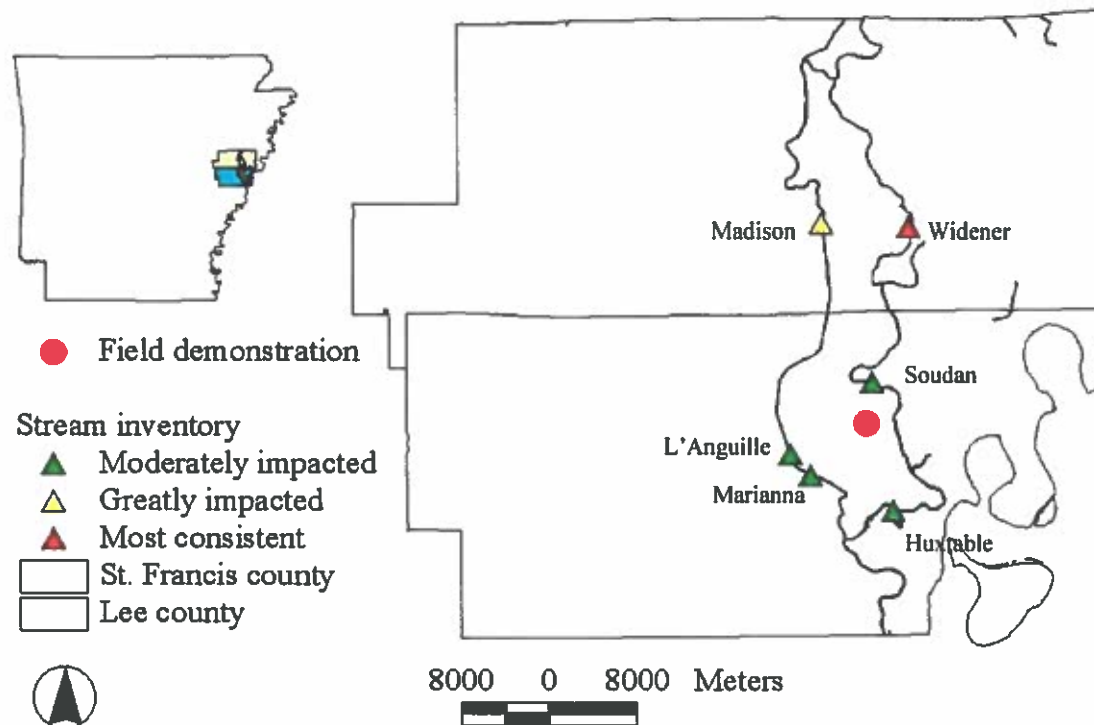 Madison
Widener
Field demonstration
Soudan
Stream inventory
L'Anguille
Moderately impacted
Marianna
Greatly impacted
Most consistent
Huxtable
St. Francis county
Lee county
8000 0 8000 Meters